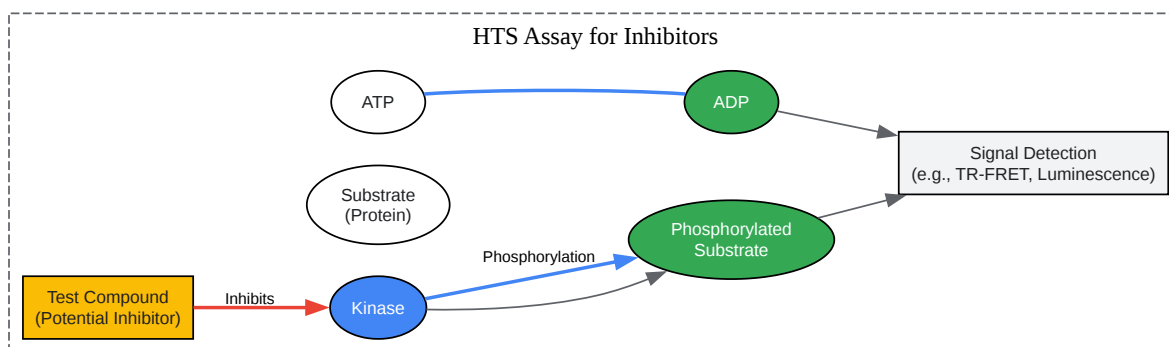 HTS Assay for Inhibitors
ATP
ADP
Signal Detection
(e.g., TR-FRET, Luminescence)
Substrate
(Protein)
Phosphorylated
Substrate
Phosphorylation
Test Compound
(Potential Inhibitor)
Inhibits
Kinase